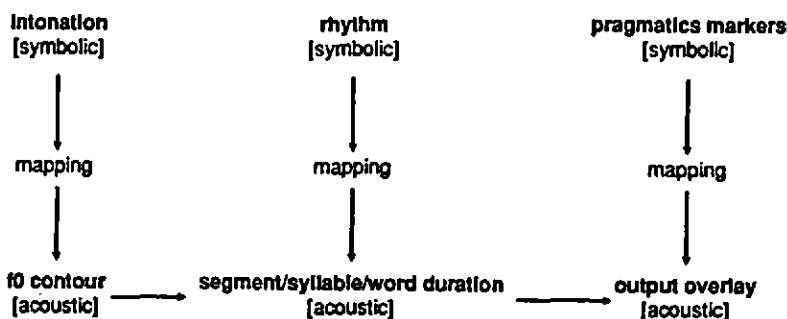 intonation
[symbolic]
rhythm
[symbolic]
pragmatics markers
[symbolic]
mapping
mapping
mapping
f0 contour
[acoustic]
segment/syllable/word duration
[acoustic]
output overlay
[acoustic]